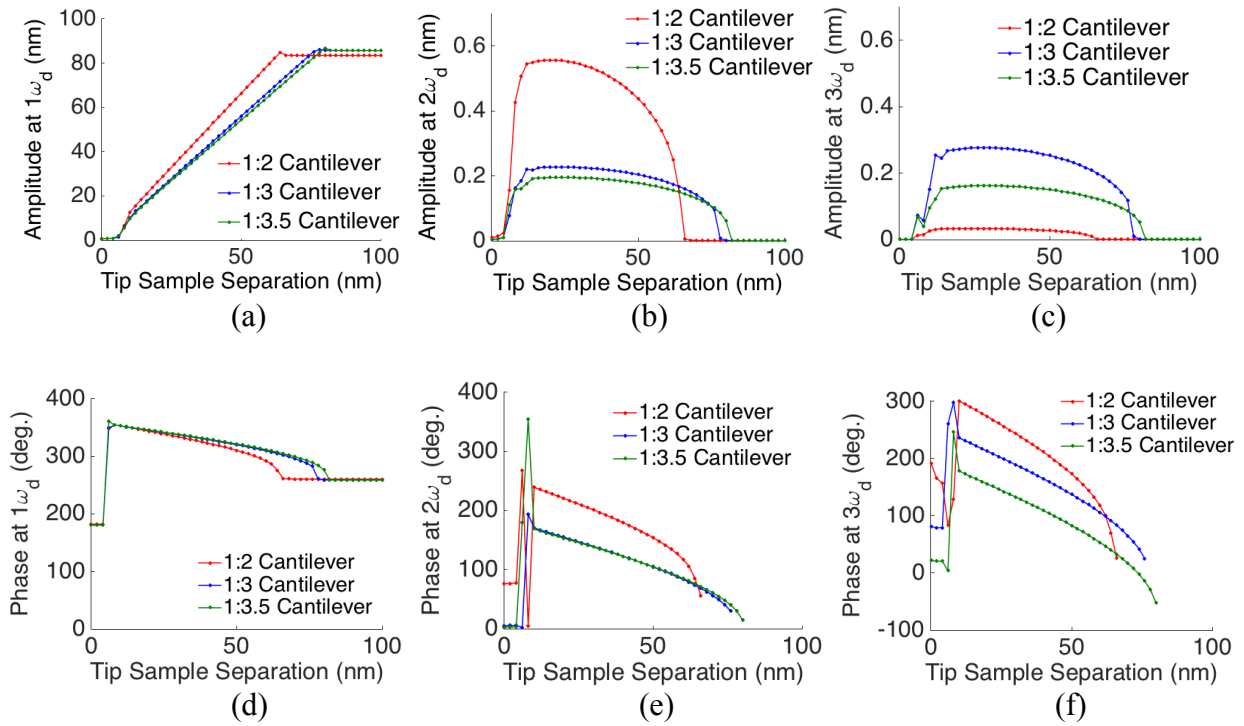 Amplitude at 1ω_d (nm)
100
80
60
40
20
0
1:2 Cantilever
1:3 Cantilever
1:3.5 Cantilever
0 50 100
Tip Sample Separation (nm)
(a)
Amplitude at 2ω_d (nm)
0.6
0.4
0.2
0
1:2 Cantilever
1:3 Cantilever
1:3.5 Cantilever
0 50 100
Tip Sample Separation (nm)
(b)
Amplitude at 3ω_d (nm)
0.6
0.4
0.2
0
1:2 Cantilever
1:3 Cantilever
1:3.5 Cantilever
0 50 100
Tip Sample Separation (nm)
(c)
Phase at 1ω_d (deg.)
400
300
200
100
0
1:2 Cantilever
1:3 Cantilever
1:3.5 Cantilever
0 50 100
Tip Sample Separation (nm)
(d)
Phase at 2ω_d (deg.)
400
300
200
100
0
1:2 Cantilever
1:3 Cantilever
1:3.5 Cantilever
0 50 100
Tip Sample Separation (nm)
(e)
Phase at 3ω_d (deg.)
300
200
100
0
-100
1:2 Cantilever
1:3 Cantilever
1:3.5 Cantilever
0 50 100
Tip Sample Separation (nm)
(f)